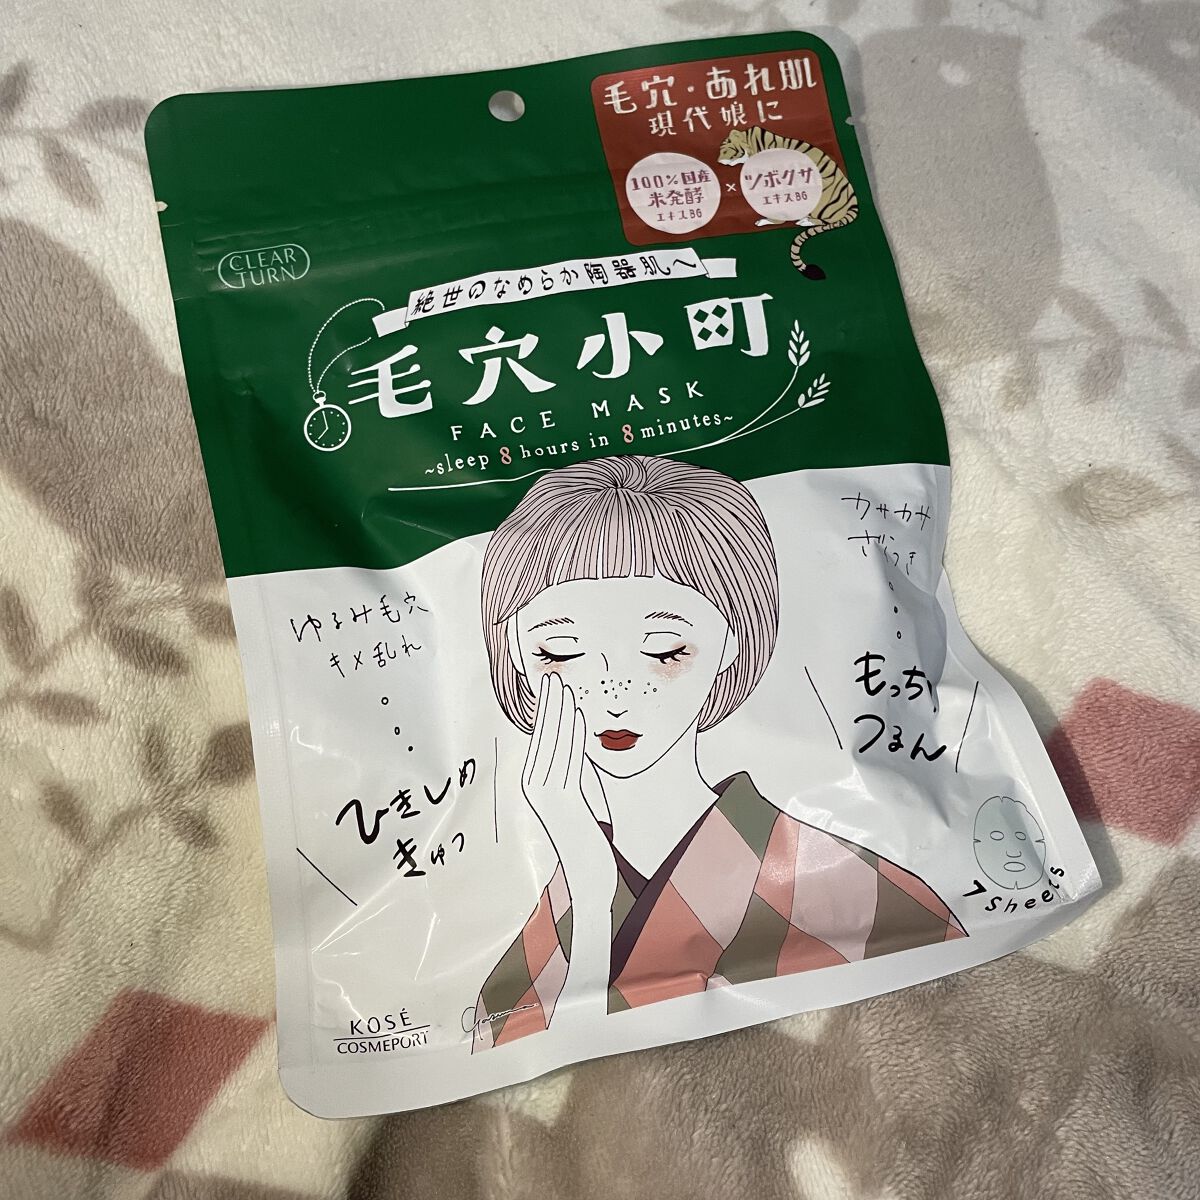 毛穴・あれ肌
現代娘に
100%国産
米発酵
エキスBG
×
ツボクサ
エキスBG
CLEAR
TURN
絶世のなめらか陶器肌へ
毛穴小町
FACE MASK
~sleep 8 hours in 8 minutes~
ゆるみ毛穴
キメ乱れ
ひきしめ
きゅっ
カサカサ
ざらつき
もっちり
つるん
7 Sheets
KOSÉ
COSMEPORT